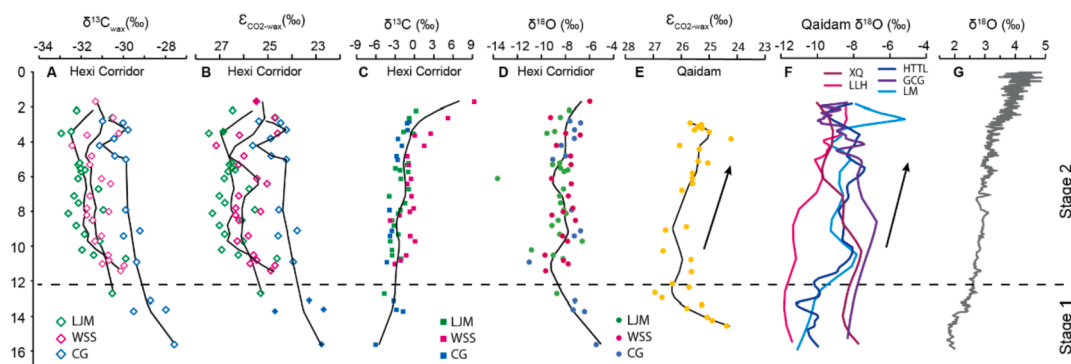 δ¹³Cwax(‰)
-34 -32 -30 -28 -26
εCO2-wax(‰)
27 25 23
δ¹³C(‰)
-9 -6 -3 0 3 6 9
δ¹⁸O(‰)
-14 -10 -8 -6 -4
εCO2-wax(‰)
28 27 26 25 24 23
Qaidam δ¹⁸O(‰)
-12 -10 -8 -6 -4
δ¹⁸O(‰)
2 3 4 5
0
2
4
6
8
10
12
14
16
A Hexi Corridor
B Hexi Corridor
C Hexi Corridor
D Hexi Corridior
E Qaidam
F
XQ
LLH
HTTL
GCG
LM
G
LJM
WSS
CG
LJM
WSS
CG
LJM
WSS
CG
Stage 2
Stage 1